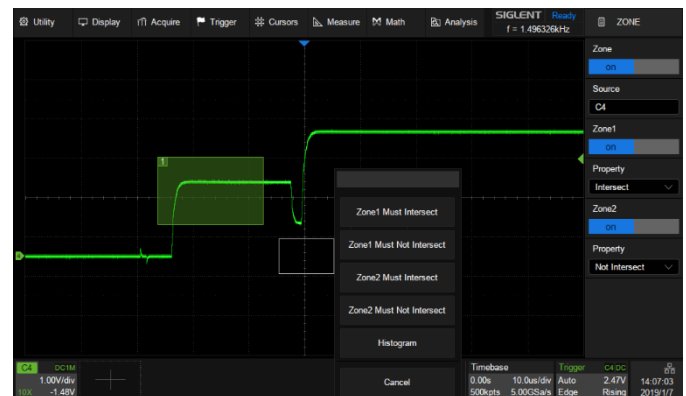 Utility Display Acquire Trigger Cursors Measure Math Analysis
SIGLENT Ready
f = 1.496326kHz
ZONE
Zone
on
Source
C4
Zone1
on
Property
Intersect
Zone2
on
Property
Not Intersect
1
4
Zone1 Must Intersect
Zone1 Must Not Intersect
Zone2 Must Intersect
Zone2 Must Not Intersect
Histogram
Cancel
C4 DC1M
1.00V/div
10X -1.48V
Timebase
0.00s 10.0us/div
500kpts 5.00GSa/s
Trigger C4 DC
Auto 2.47V
Edge Rising
14:07:03
2019/1/7